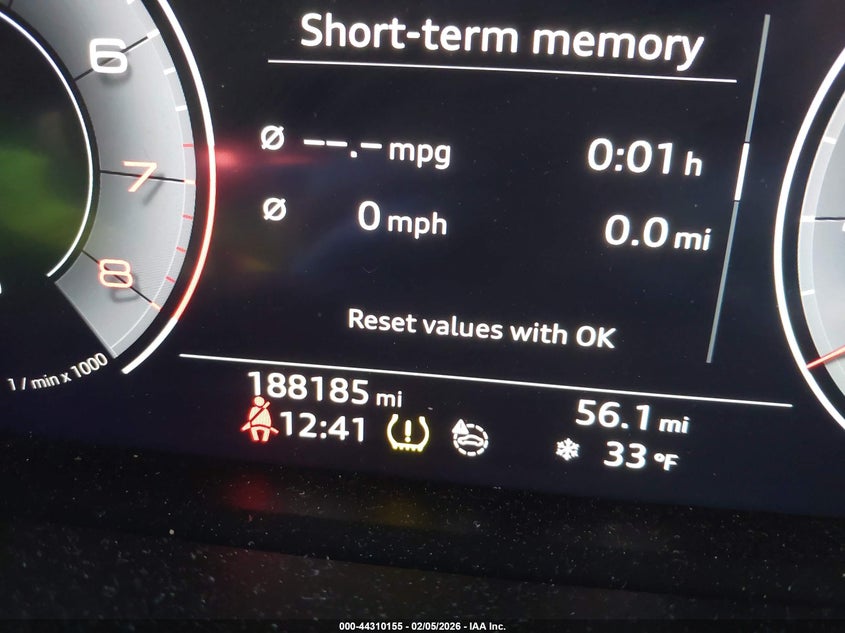 6
7
8
1 / min x 1000
Short-term memory
Ø --.- mpg 0:01 h
Ø 0 mph 0.0 mi
Reset values with OK
188185 mi 56.1 mi
12:41 33 °F
000-44310155 - 02/05/2026 - IAA Inc.